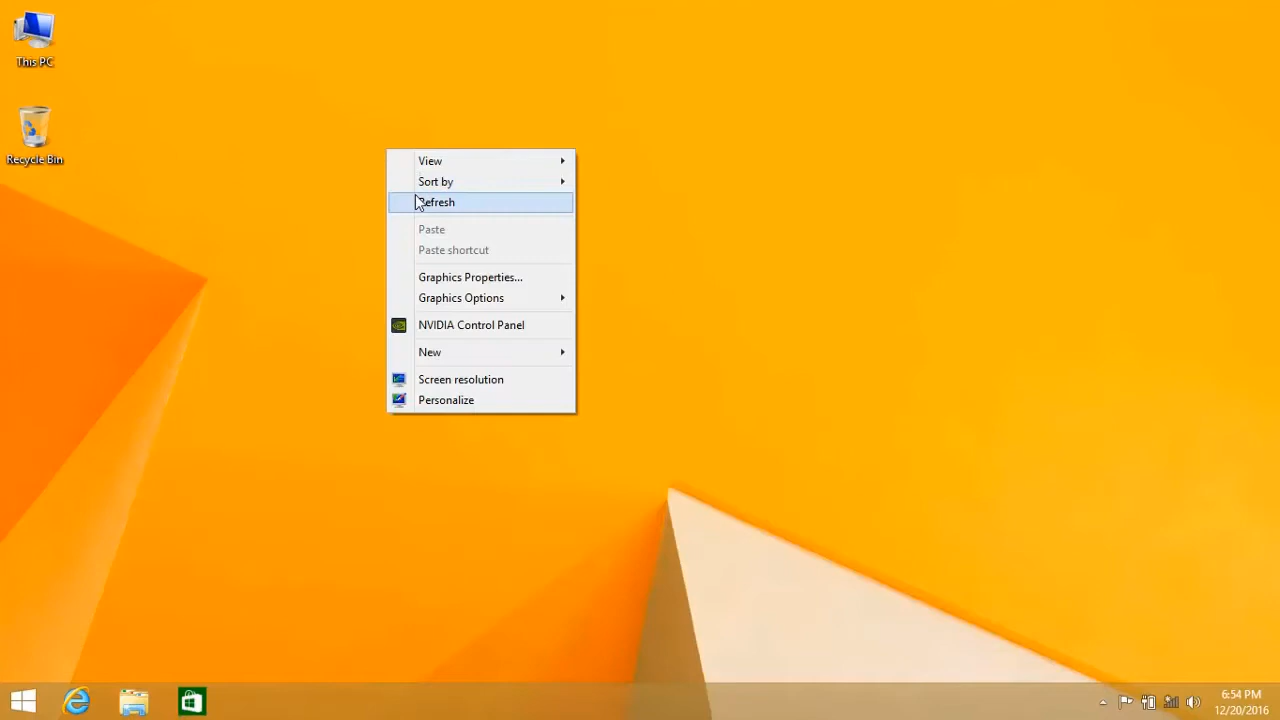 This PC
Recycle Bin
View
Sort by
Refresh
Paste
Paste shortcut
Graphics Properties...
Graphics Options
NVIDIA Control Panel
New
Screen resolution
Personalize
6:54 PM
12/20/2016